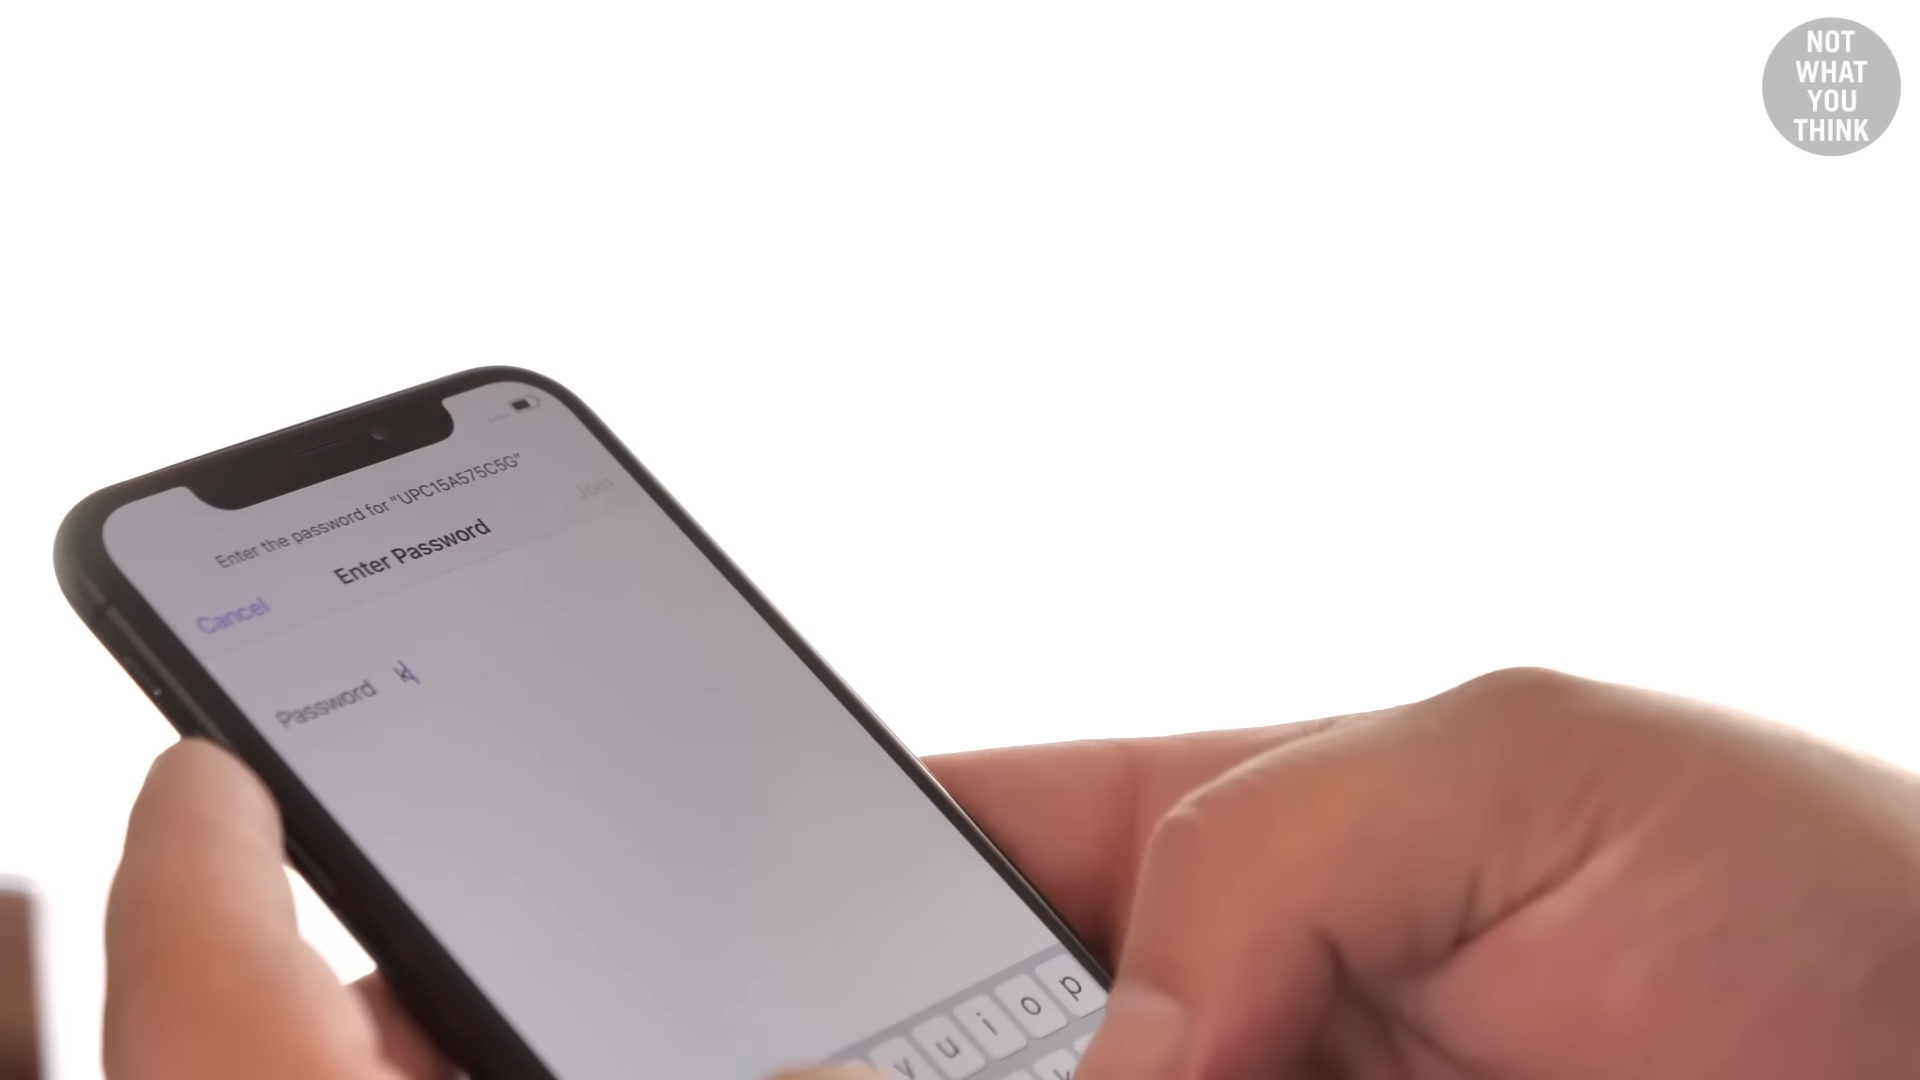 NOT
WHAT
YOU
THINK
Enter the password for "UPC15A575C5G"
Cancel Enter Password Join
Password k
y u i o p
k